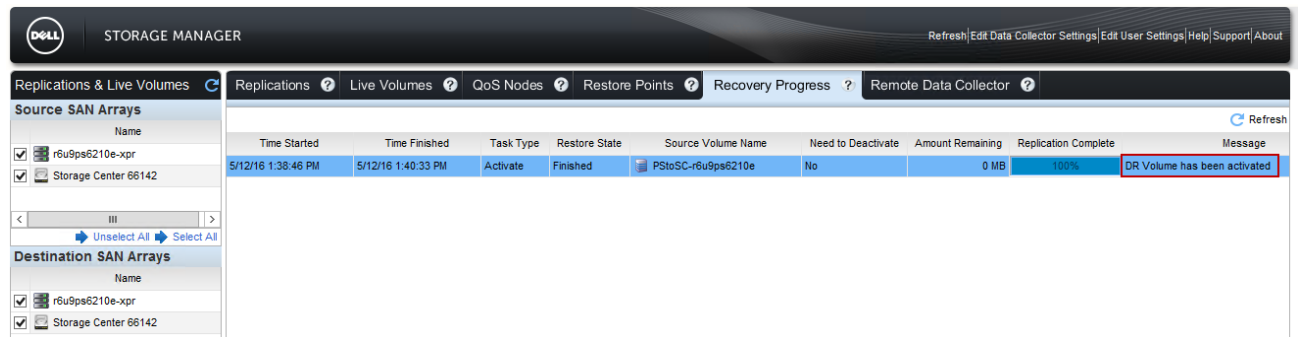 DELL STORAGE MANAGER Refresh|Edit Data Collector Settings|Edit User Settings|Help|Support|About
Replications & Live Volumes
Replications ? Live Volumes ? QoS Nodes ? Restore Points ? Recovery Progress ? Remote Data Collector ?
Source SAN Arrays
Name
r6u9ps6210e-xpr
Storage Center 66142
Unselect All Select All
Destination SAN Arrays
Name
r6u9ps6210e-xpr
Storage Center 66142
Refresh
Time Started Time Finished Task Type Restore State Source Volume Name Need to Deactivate Amount Remaining Replication Complete Message
5/12/16 1:38:46 PM 5/12/16 1:40:33 PM Activate Finished PStoSC-r6u9ps6210e No 0 MB 100% DR Volume has been activated